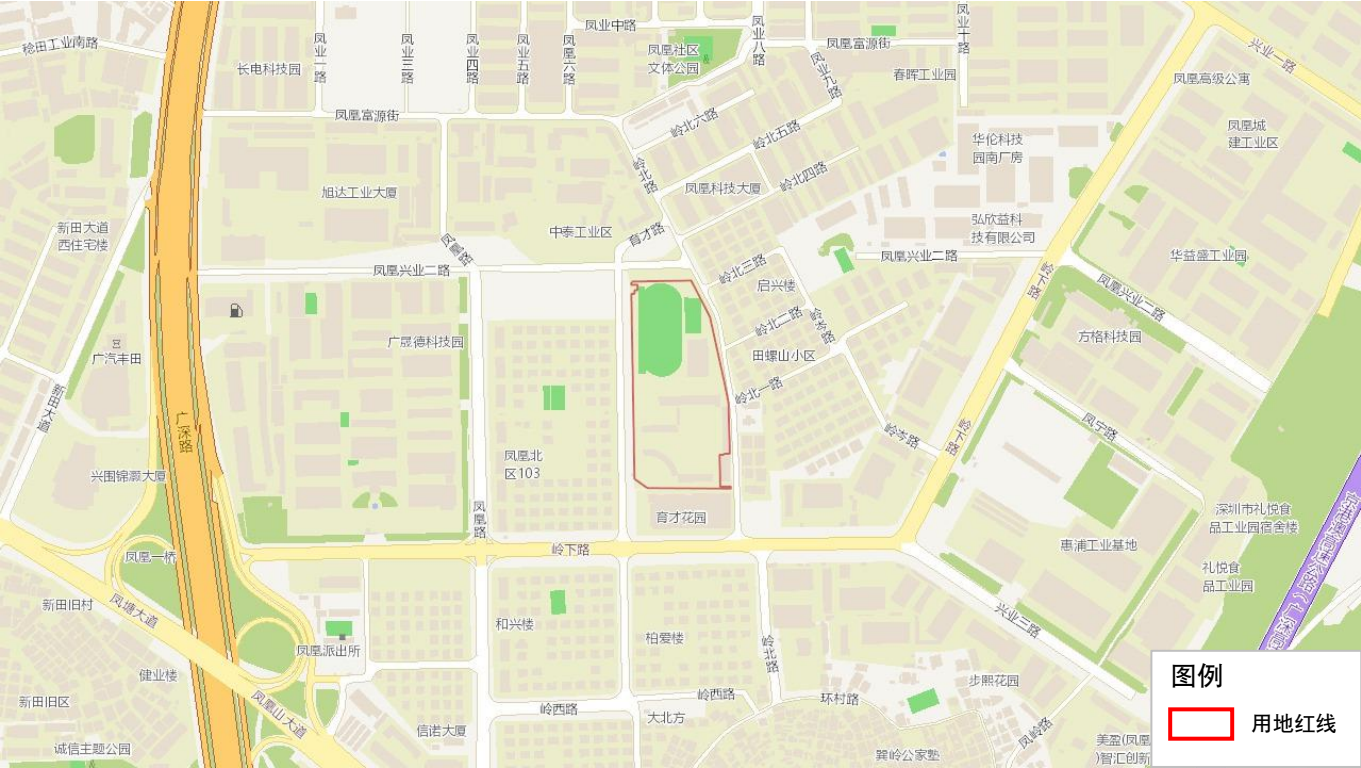 稔田工业南路
凤业一路
凤业三路
凤业四路
凤业五路
凤凰六路
凤业中路
凤业八路
凤业十路
凤凰社区
文体公园
凤凰富源街
凤业九路
春晖工业园
兴业一路
凤凰高级公寓
长电科技园
凤凰富源街
岭北六路
岭北五路
岭北四路
华伦科技
园南厂房
凤凰城
建工业区
岭北路
旭达工业大厦
凤凰科技大厦
新田大道
西住宅楼
中泰工业区
育才路
弘欣益科
技有限公司
凤凰路
凤凰兴业二路
岭北三路
凤凰兴业二路
华益盛工业园
凤凰兴业二路
启兴楼
岭下路
岭北二路
岭岑路
方格科技园
广晟德科技园
田螺山小区
广汽丰田
岭北一路
新田大道
广深路
凤宁路
岭岑路
岭下路
凤凰北
区103
兴围锦灏大厦
凤凰路
育才花园
深圳市礼悦食
品工业园宿舍楼
岭下路
惠浦工业基地
凤凰一桥
礼悦食
品工业园
新田旧村
凤塘大道
和兴楼
柏爱楼
岭北路
兴业三路
凤凰派出所
健业楼
步熙花园
新田旧区
凤凰山大道
岭西路
岭西路
大北方
环村路
信诺大厦
凤岭路
诚信主题公园
巽岭公家塾
美盈(凤凰
)智汇创新
图例
用地红线